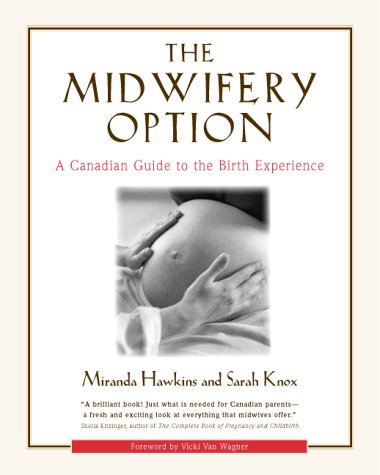 THE
MIDWIFERY
OPTION
A Canadian Guide to the Birth Experience
Miranda Hawkins and Sarah Knox
"A brilliant book! Just what is needed for Canadian parents—
a fresh and exciting look at everything that midwives offer."
Sheila Kitzinger, author of The Complete Book of Pregnancy and Childbirth
Foreword by Vicki Van Wagner